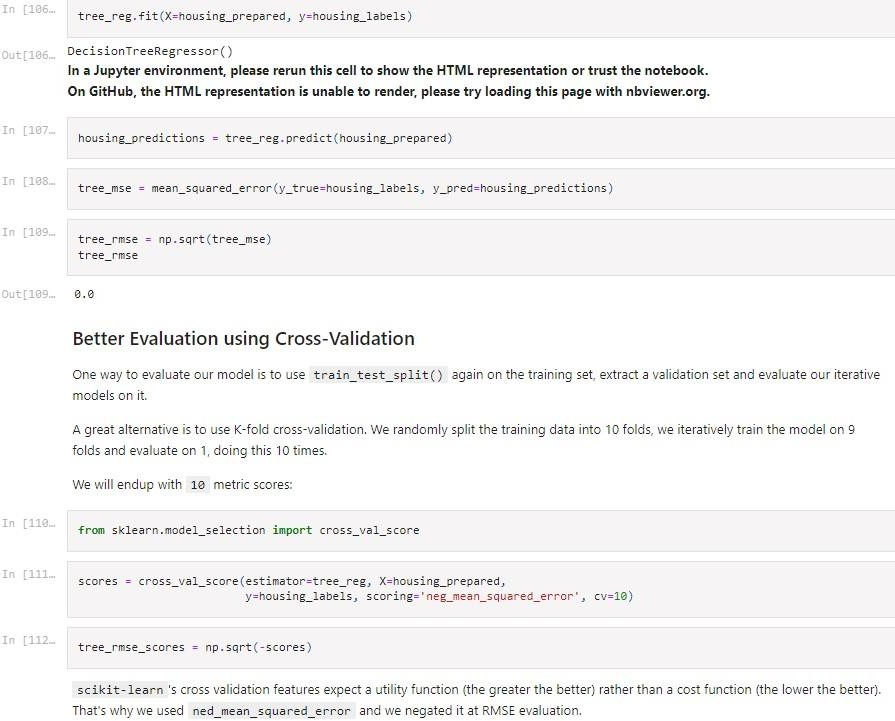 In [106…
tree_reg.fit(X=housing_prepared, y=housing_labels)
Out[106…
DecisionTreeRegressor()
In a Jupyter environment, please rerun this cell to show the HTML representation or trust the notebook.
On GitHub, the HTML representation is unable to render, please try loading this page with nbviewer.org.
In [107…
housing_predictions = tree_reg.predict(housing_prepared)
In [108…
tree_mse = mean_squared_error(y_true=housing_labels, y_pred=housing_predictions)
In [109…
tree_rmse = np.sqrt(tree_mse)
tree_rmse
Out[109…
0.0
Better Evaluation using Cross-Validation
One way to evaluate our model is to use train_test_split() again on the training set, extract a validation set and evaluate our iterative
models on it.
A great alternative is to use K-fold cross-validation. We randomly split the training data into 10 folds, we iteratively train the model on 9
folds and evaluate on 1, doing this 10 times.
We will endup with 10 metric scores:
In [110…
from sklearn.model_selection import cross_val_score
In [111…
scores = cross_val_score(estimator=tree_reg, X=housing_prepared,
y=housing_labels, scoring='neg_mean_squared_error', cv=10)
In [112…
tree_rmse_scores = np.sqrt(-scores)
scikit-learn 's cross validation features expect a utility function (the greater the better) rather than a cost function (the lower the better).
That's why we used ned_mean_squared_error and we negated it at RMSE evaluation.